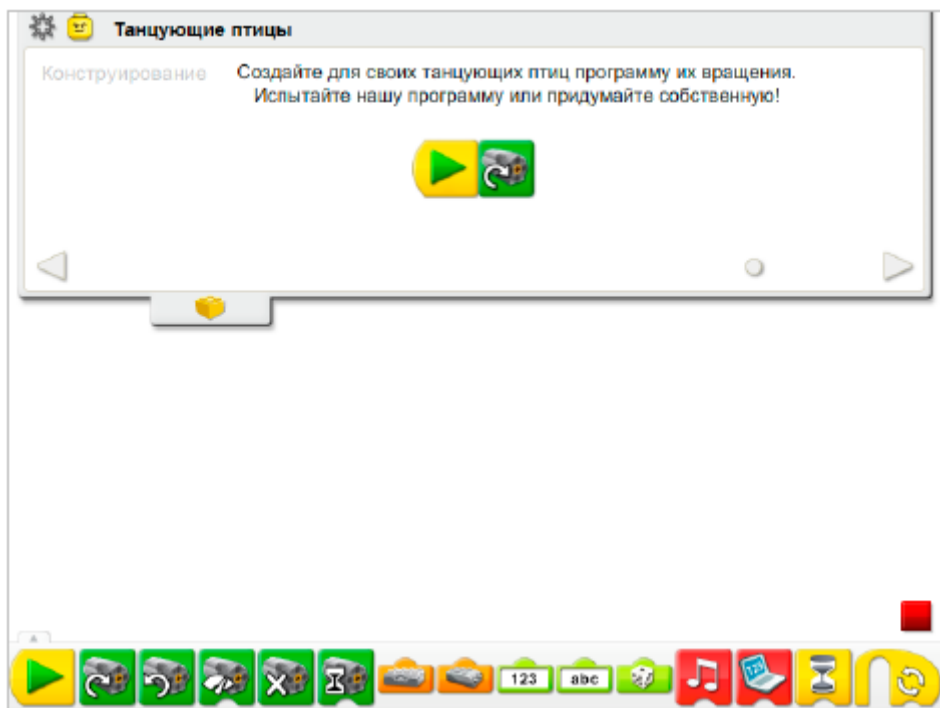 Танцующие птицы
Конструирование
Создайте для своих танцующих птиц программу их вращения.
Испытайте нашу программу или придумайте собственную!
123
abc